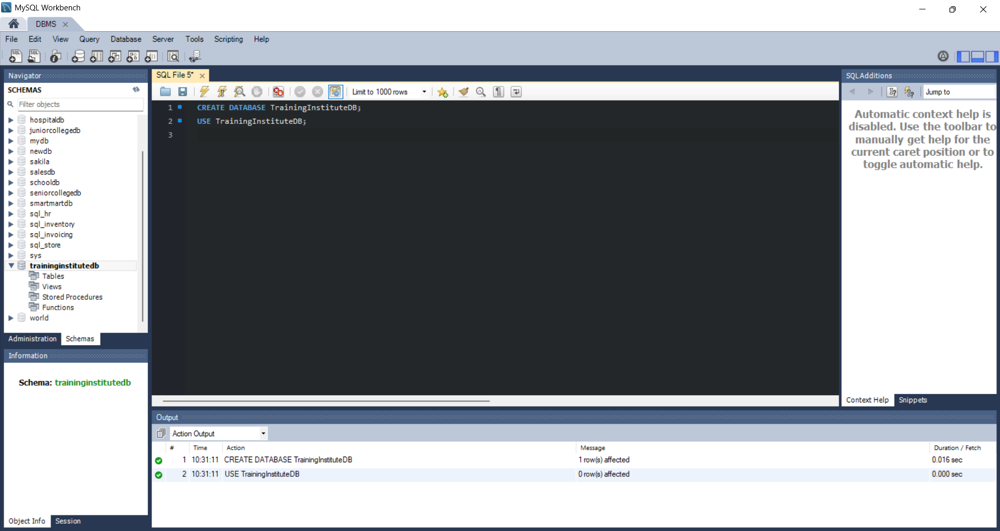 MySQL Workbench
DBMS
File Edit View Query Database Server Tools Scripting Help
Navigator
SCHEMAS
Filter objects
hospitaldb
juniorcollegedb
mydb
newdb
sakila
salesdb
schooldb
seniorcollegedb
smartmartdb
sql_hr
sql_inventory
sql_invoicing
sql_store
sys
traininginstitutedb
Tables
Views
Stored Procedures
Functions
world
Administration Schemas
Information
Schema: traininginstitutedb
Object Info Session
SQL File 5*
Limit to 1000 rows
1 CREATE DATABASE TrainingInstituteDB;
2 USE TrainingInstituteDB;
3
SQLAdditions
Jump to
Automatic context help is
disabled. Use the toolbar to
manually get help for the
current caret position or to
toggle automatic help.
Context Help Snippets
Output
Action Output
# Time Action Message Duration / Fetch
1 10:31:11 CREATE DATABASE TrainingInstituteDB 1 row(s) affected 0.016 sec
2 10:31:11 USE TrainingInstituteDB 0 row(s) affected 0.000 sec